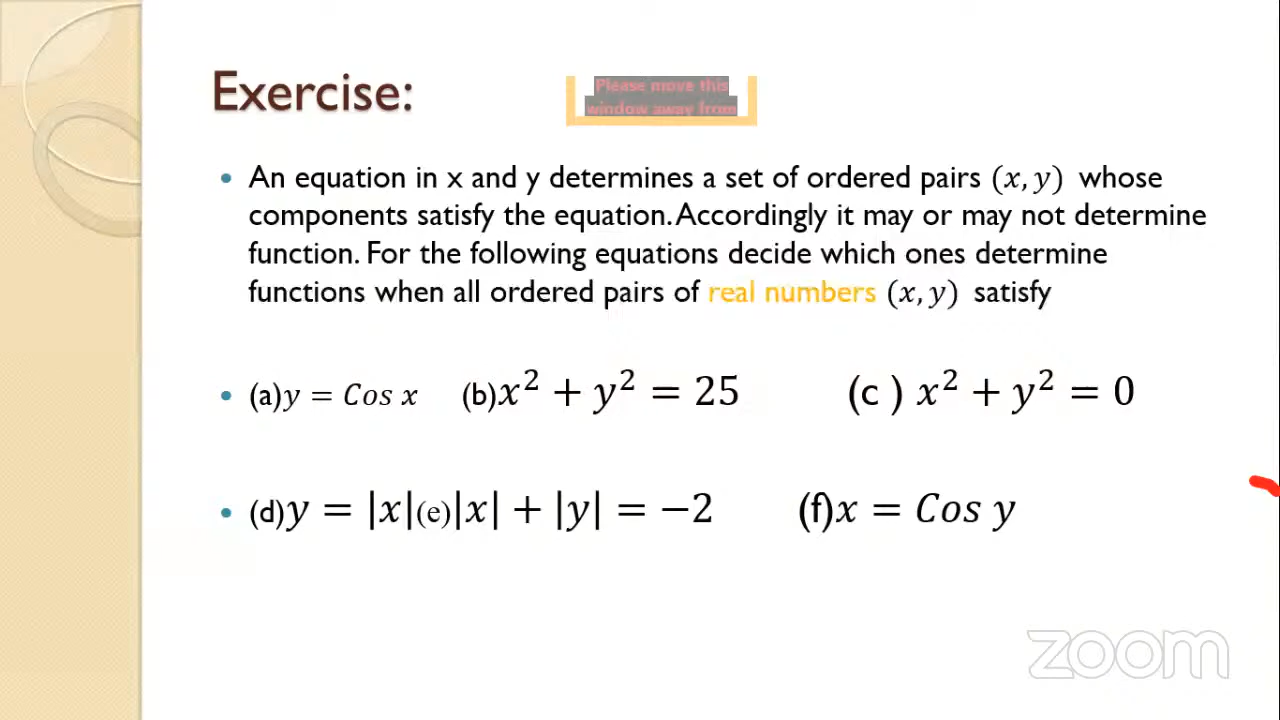 Exercise:
Please move this
window away from
• An equation in x and y determines a set of ordered pairs (x, y) whose
components satisfy the equation. Accordingly it may or may not determine
function. For the following equations decide which ones determine
functions when all ordered pairs of real numbers (x, y) satisfy
• (a)y = Cos x (b)x² + y² = 25 (c ) x² + y² = 0
• (d)y = |x|(e)|x| + |y| = −2 (f)x = Cos y
zoom